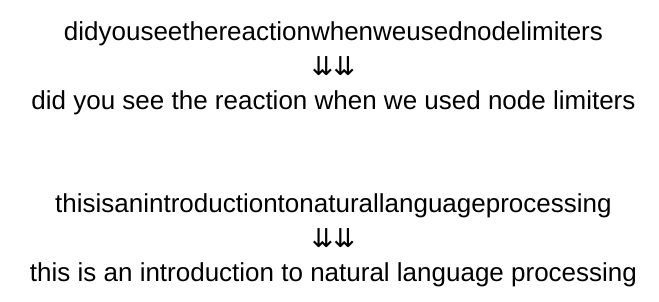 didyouseethereactionwhenweusednodelimiters
⇊⇊
did you see the reaction when we used node limiters
thisisanintroductiontonaturallanguageprocessing
⇊⇊
this is an introduction to natural language processing